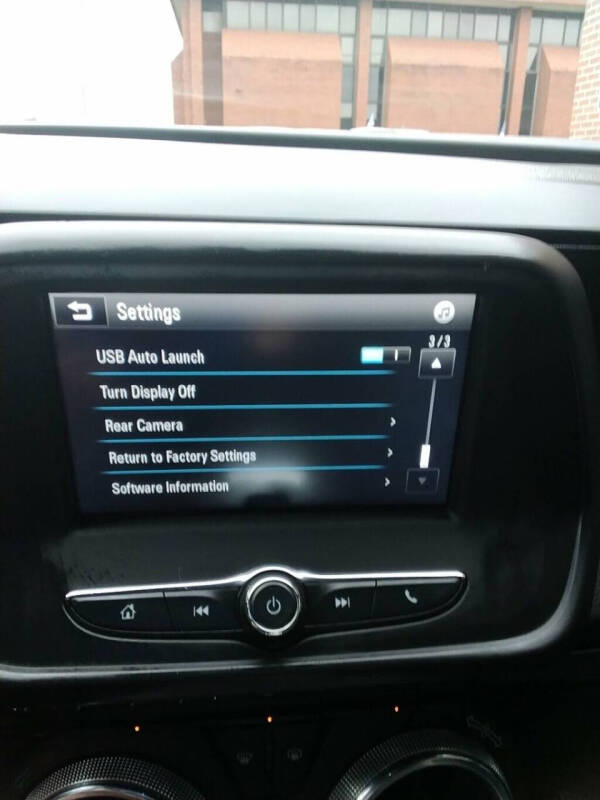 Settings
3/3
USB Auto Launch
Turn Display Off
Rear Camera
Return to Factory Settings
Software Information